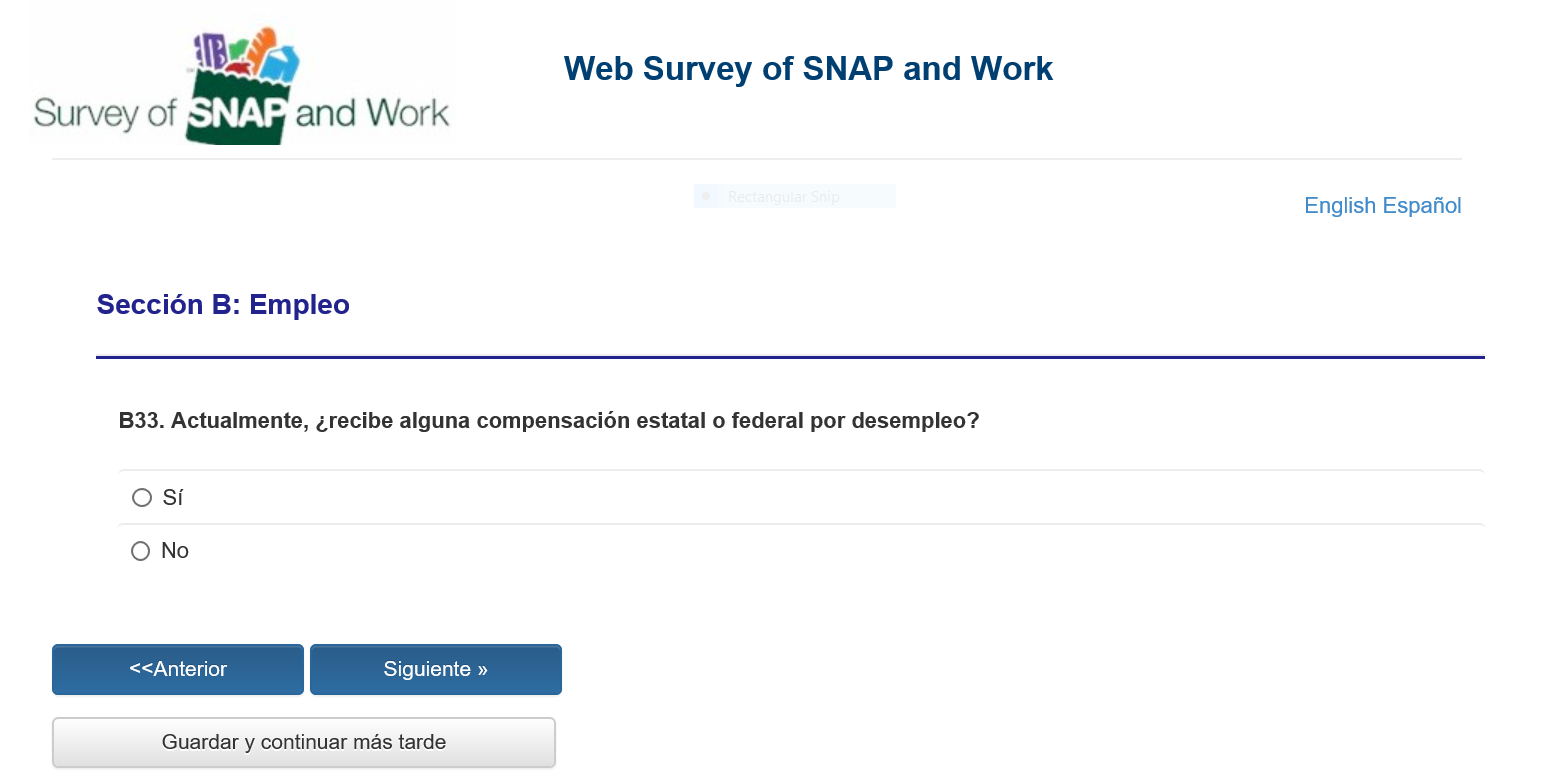 Survey of SNAP and Work
Web Survey of SNAP and Work
Rectangular Snip
English Español
Sección B: Empleo
B33. Actualmente, ¿recibe alguna compensación estatal o federal por desempleo?
Sí
No
<<Anterior
Siguiente »
Guardar y continuar más tarde